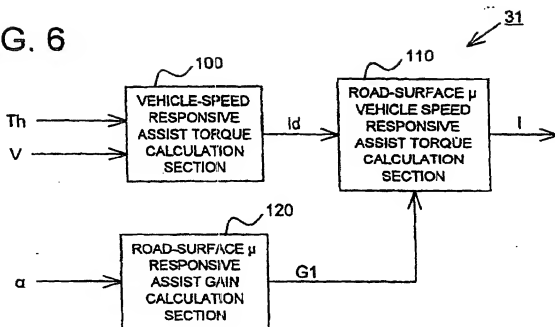 G. 6
31
100
110
VEHICLE-SPEED
RESPONSIVE
ASSIST TORQUE
CALCULATION
SECTION
ROAD-SURFACE μ
VEHICLE SPEED
RESPONSIVE
ASSIST TORQUE
CALCULATION
SECTION
Th
V
Id
I
120
ROAD-SURFACE μ
RESPONSIVE
ASSIST GAIN
CALCULATION
SECTION
α
G1